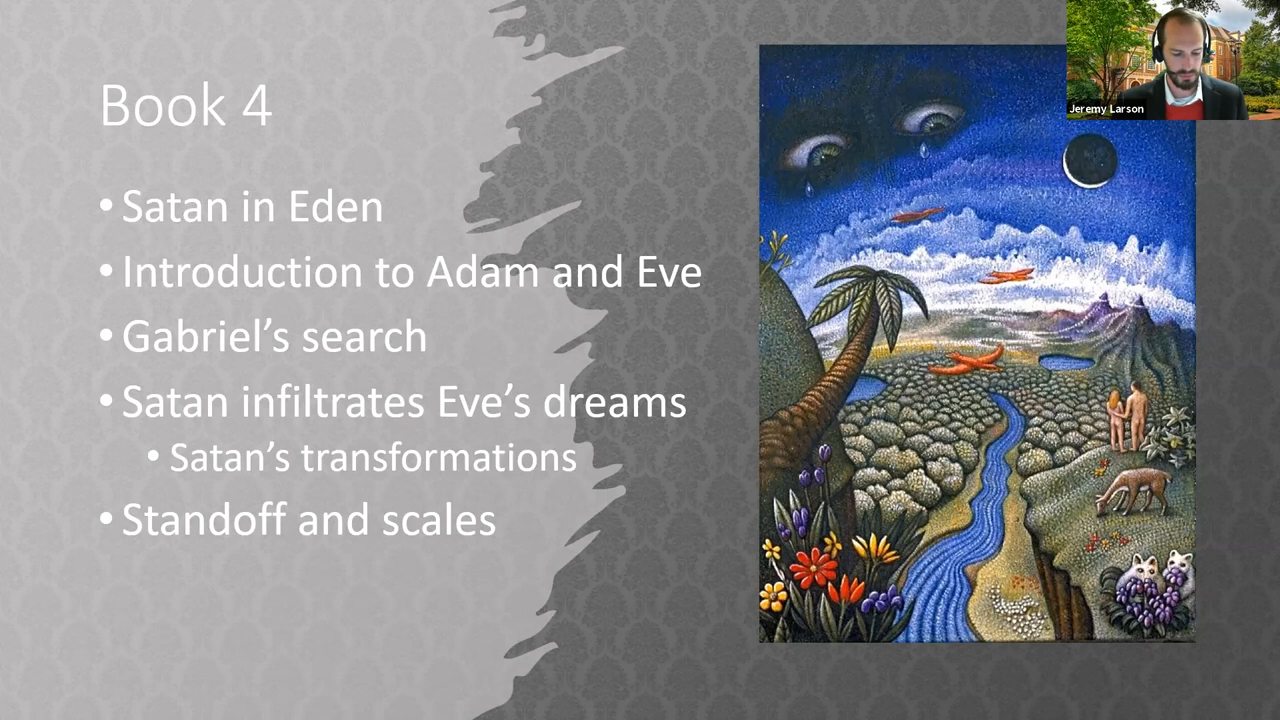 Book 4
• Satan in Eden
• Introduction to Adam and Eve
• Gabriel’s search
• Satan infiltrates Eve’s dreams
• Satan’s transformations
• Standoff and scales
Jeremy Larson